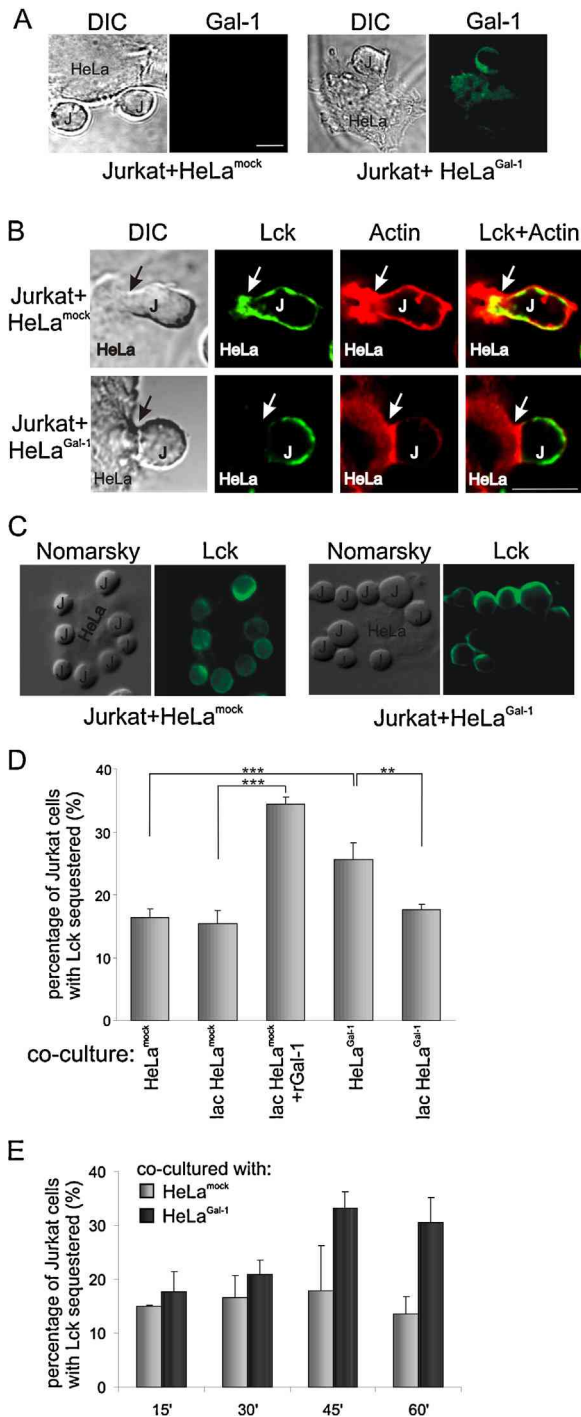 A
DIC Gal-1 DIC Gal-1
HeLa J J J HeLa
Jurkat+HeLa^mock Jurkat+ HeLa^Gal-1
B
DIC Lck Actin Lck+Actin
Jurkat+
HeLa^mock
J J J J
HeLa HeLa HeLa HeLa
Jurkat+
HeLa^Gal-1
J J J J
HeLa HeLa HeLa HeLa
C
Nomarsky Lck Nomarsky Lck
J J J J J J J J HeLa J J J J J J J J HeLa
Jurkat+HeLa^mock Jurkat+HeLa^Gal-1
D
percentage of Jurkat cells
with Lck sequestered (%)
40
30
20
10
0
***
***
**
co-culture:
HeLa^mock
lac HeLa^mock
lac HeLa^mock
+rGal-1
HeLa^Gal-1
lac HeLa^Gal-1
E
percentage of Jurkat cells
with Lck sequestered (%)
40
30
20
10
0
co-cultured with:
HeLa^mock
HeLa^Gal-1
15' 30' 45' 60'